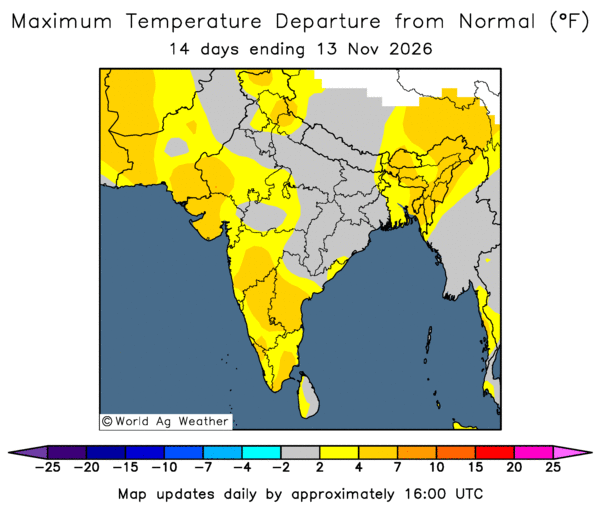 Maximum Temperature Departure from Normal (°F)
14 days ending 13 Nov 2026
©World Ag Weather
−25 −20 −15 −10 −7 −4 −2 2 4 7 10 15 20 25
Map updates daily by approximately 16:00 UTC